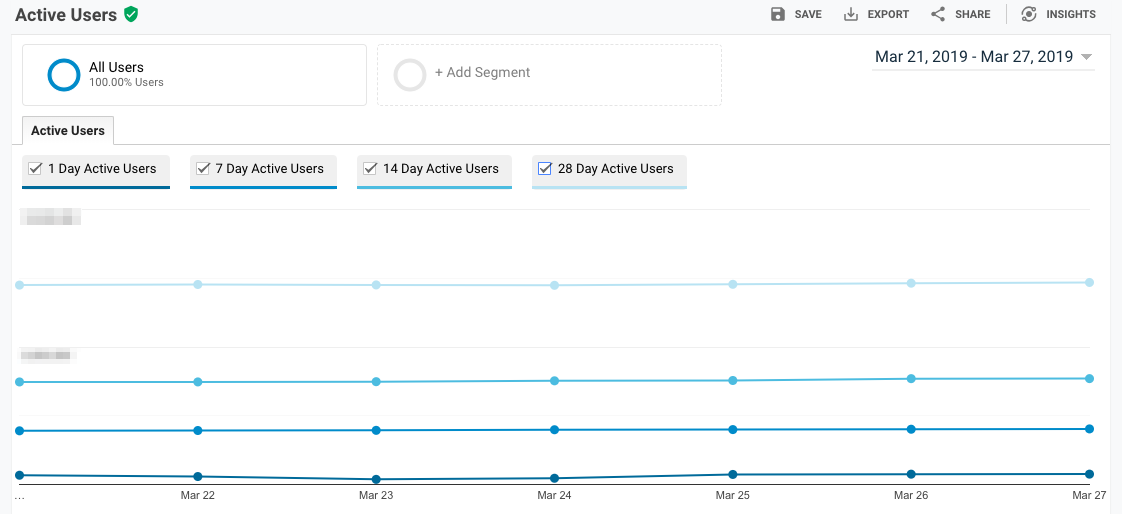 Active Users
SAVE EXPORT SHARE INSIGHTS
All Users
100.00% Users
+ Add Segment
Mar 21, 2019 - Mar 27, 2019
Active Users
1 Day Active Users 7 Day Active Users 14 Day Active Users 28 Day Active Users
... Mar 22 Mar 23 Mar 24 Mar 25 Mar 26 Mar 27